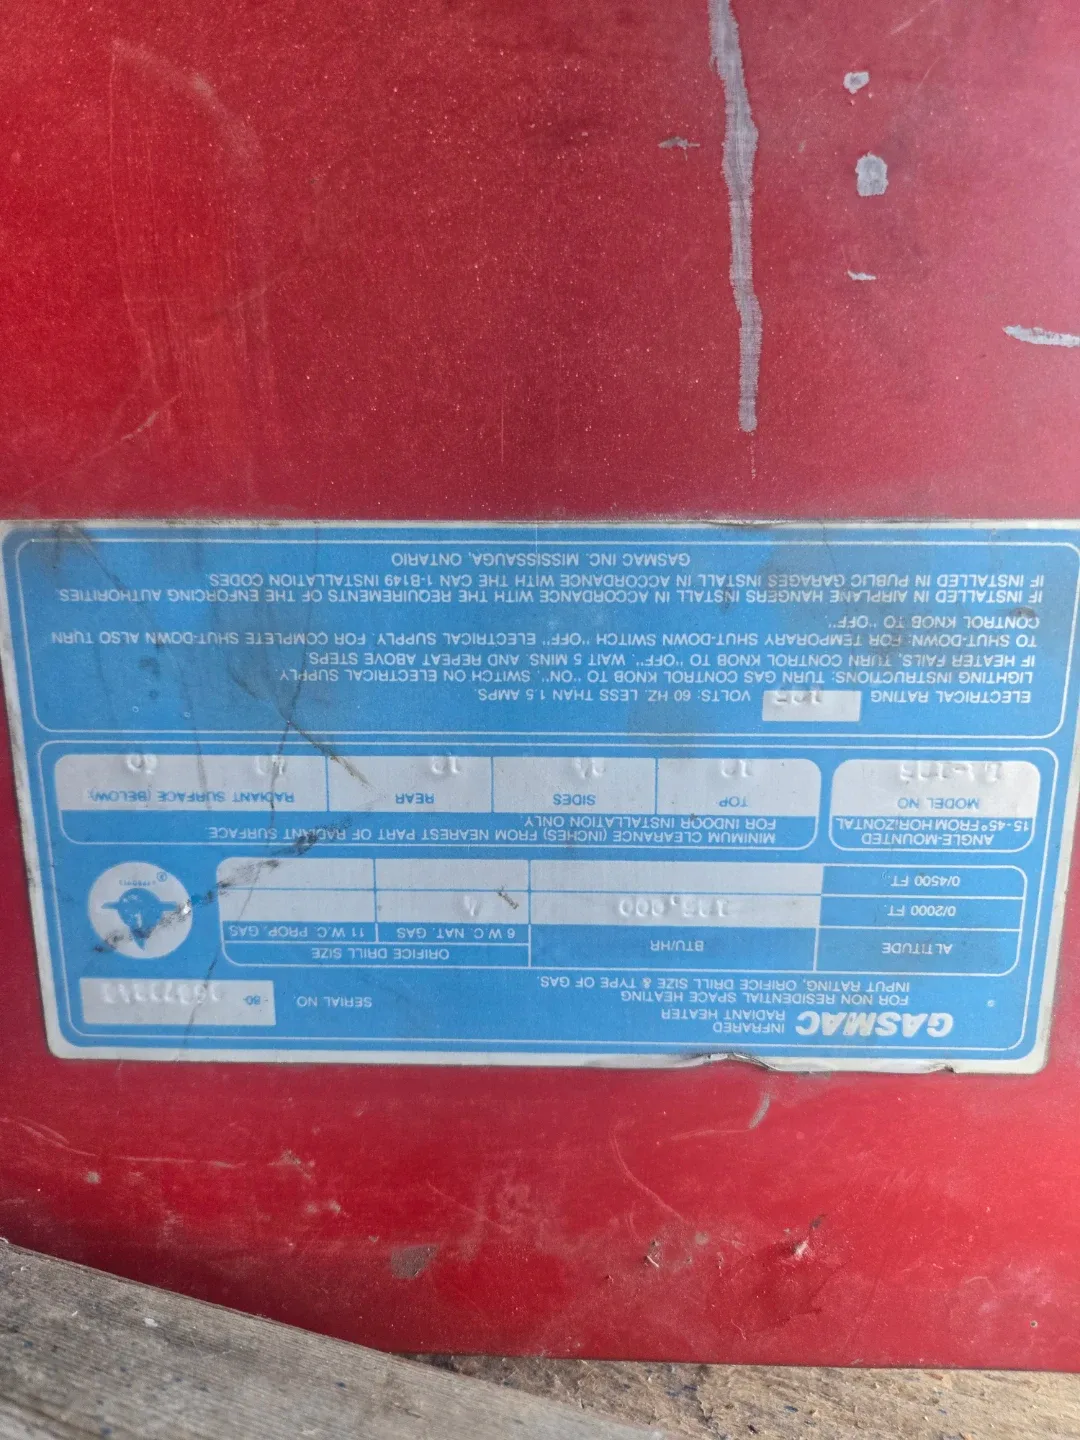 GASMAC INFRARED
RADIANT HEATER
FOR NON RESIDENTIAL SPACE HEATING
INPUT RATING, ORIFICE DRILL SIZE & TYPE OF GAS.
SERIAL NO. -80-
ALTITUDE BTU/HR ORIFICE DRILL SIZE
6 W.C. NAT. GAS 11 W.C. PROP. GAS
0/2000 FT.
0/4500 FT.
ANGLE-MOUNTED
15-45° FROM HORIZONTAL
MODEL NO
MINIMUM CLEARANCE (INCHES) FROM NEAREST PART OF RADIANT SURFACE
FOR INDOOR INSTALLATION ONLY
TOP SIDES REAR RADIANT SURFACE (BELOW)
ELECTRICAL RATING VOLTS: 60 HZ. LESS THAN 1.5 AMPS.
LIGHTING INSTRUCTIONS: TURN GAS CONTROL KNOB TO "ON". SWITCH ON ELECTRICAL SUPPLY
IF HEATER FAILS, TURN CONTROL KNOB TO "OFF". WAIT 5 MINS. AND REPEAT ABOVE STEPS.
TO SHUT-DOWN: FOR TEMPORARY SHUT-DOWN SWITCH "OFF" ELECTRICAL SUPPLY. FOR COMPLETE SHUT-DOWN ALSO TURN
CONTROL KNOB TO "OFF".
IF INSTALLED IN AIRPLANE HANGERS INSTALL IN ACCORDANCE WITH THE REQUIREMENTS OF THE ENFORCING AUTHORITIES.
IF INSTALLED IN PUBLIC GARAGES INSTALL IN ACCORDANCE WITH THE CAN 1-B149 INSTALLATION CODES.
GASMAC INC. MISSISSAUGA, ONTARIO